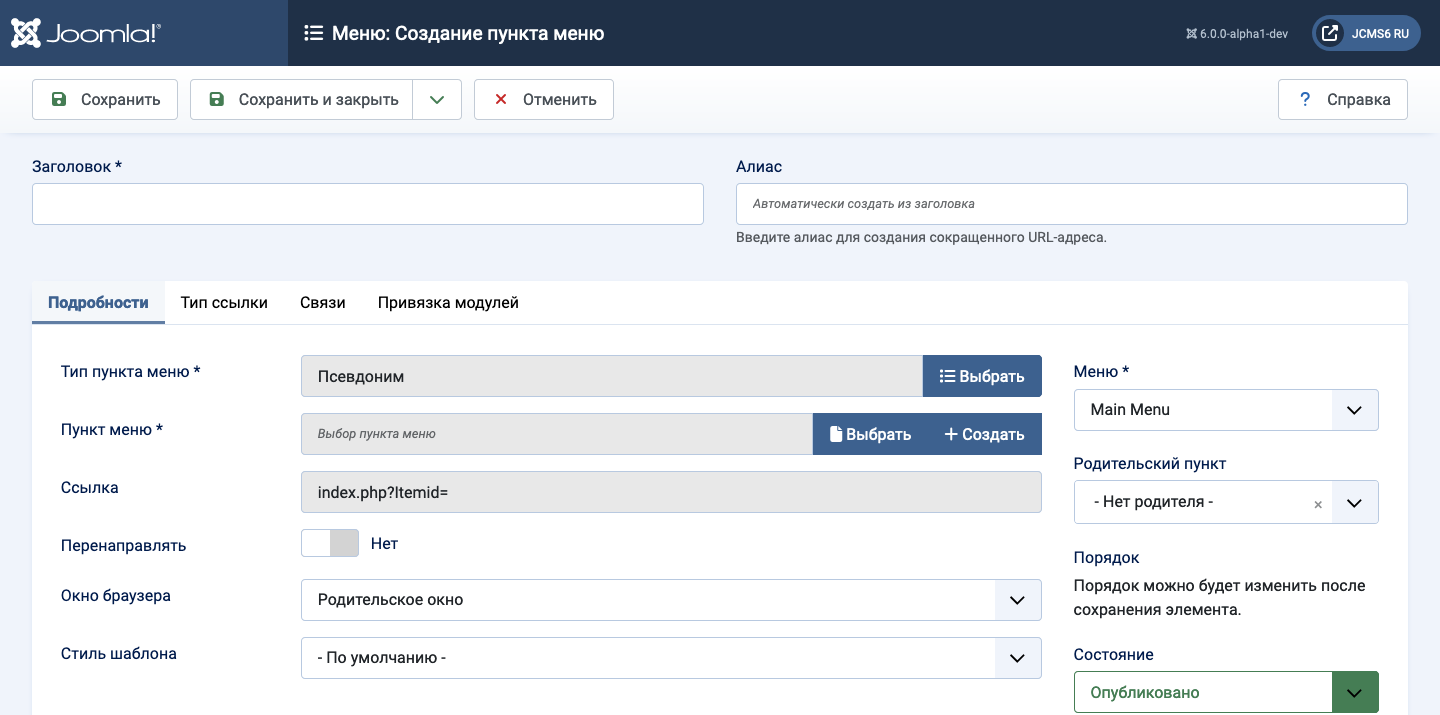 Joomla!®
Меню: Создание пункта меню
6.0.0-alpha1-dev
JCMS6 RU
Сохранить
Сохранить и закрыть
Отменить
? Справка
Заголовок *
Алиас
Автоматически создать из заголовка
Введите алиас для создания сокращенного URL-адреса.
Подробности
Тип ссылки
Связи
Привязка модулей
Тип пункта меню *
Псевдоним
Выбрать
Пункт меню *
Выбор пункта меню
Выбрать
Создать
Ссылка
index.php?Itemid=
Перенаправлять
Нет
Окно браузера
Родительское окно
Стиль шаблона
- По умолчанию -
Меню *
Main Menu
Родительский пункт
- Нет родителя -
Порядок
Порядок можно будет изменить после
сохранения элемента.
Состояние
Опубликовано